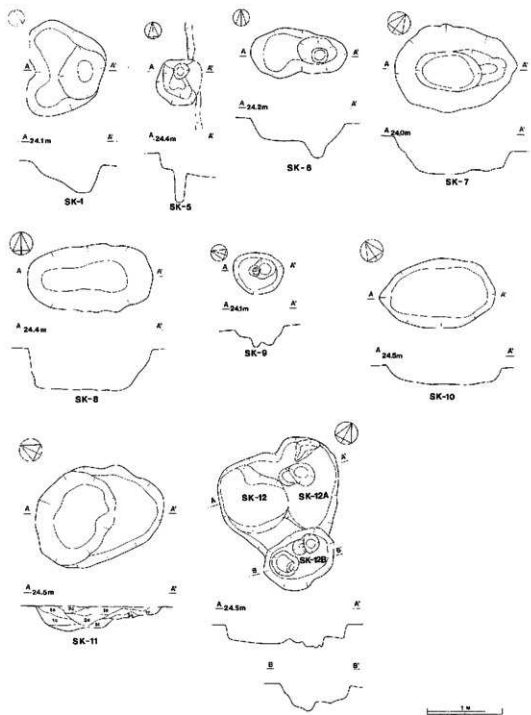 A A'
A 24.1m A'
SK-1
A A'
A 24.4m A'
SK-5
A A'
A 24.2m A'
SK-6
A A'
A 24.0m A'
SK-7
A A'
A 24.4m A'
SK-8
A A'
A 24.1m A'
SK-9
A A'
A 24.5m A'
SK-10
A A'
A 24.5m A'
SK-11
A SK-12 SK-12A A'
B SK-12B B'
A 24.5m A'
B B'
1 M